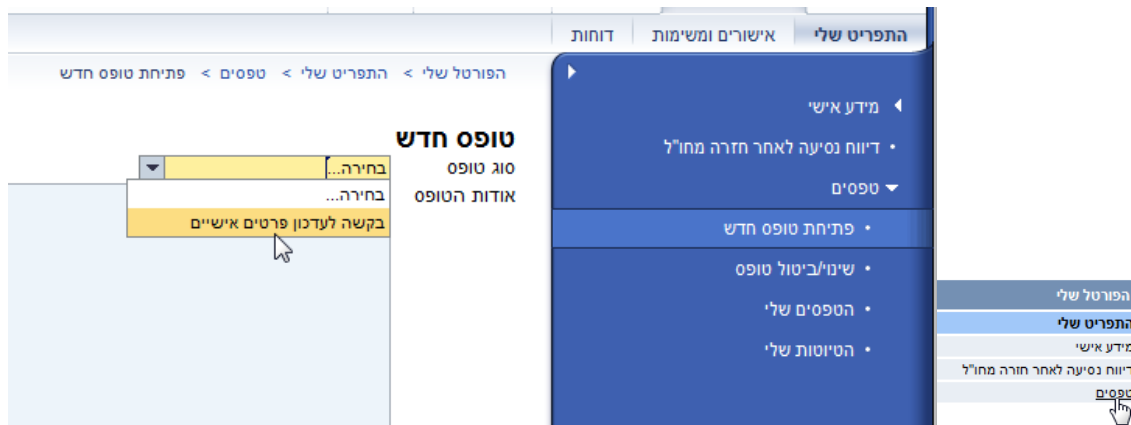 התפריט שלי אישורים ומשימות דוחות
הפורטל שלי > התפריט שלי > טפסים > פתיחת טופס חדש
מידע אישי
דיווח נסיעה לאחר חזרה מחו"ל
טפסים
פתיחת טופס חדש
שינוי/ביטול טופס
הטפסים שלי
הטיוטות שלי
טופס חדש
סוג טופס בחירה...
אודות הטופס בחירה...
בקשה לעדכון פרטים אישיים
הפורטל שלי
התפריט שלי
מידע אישי
דיווח נסיעה לאחר חזרה מחו"ל
טפסים